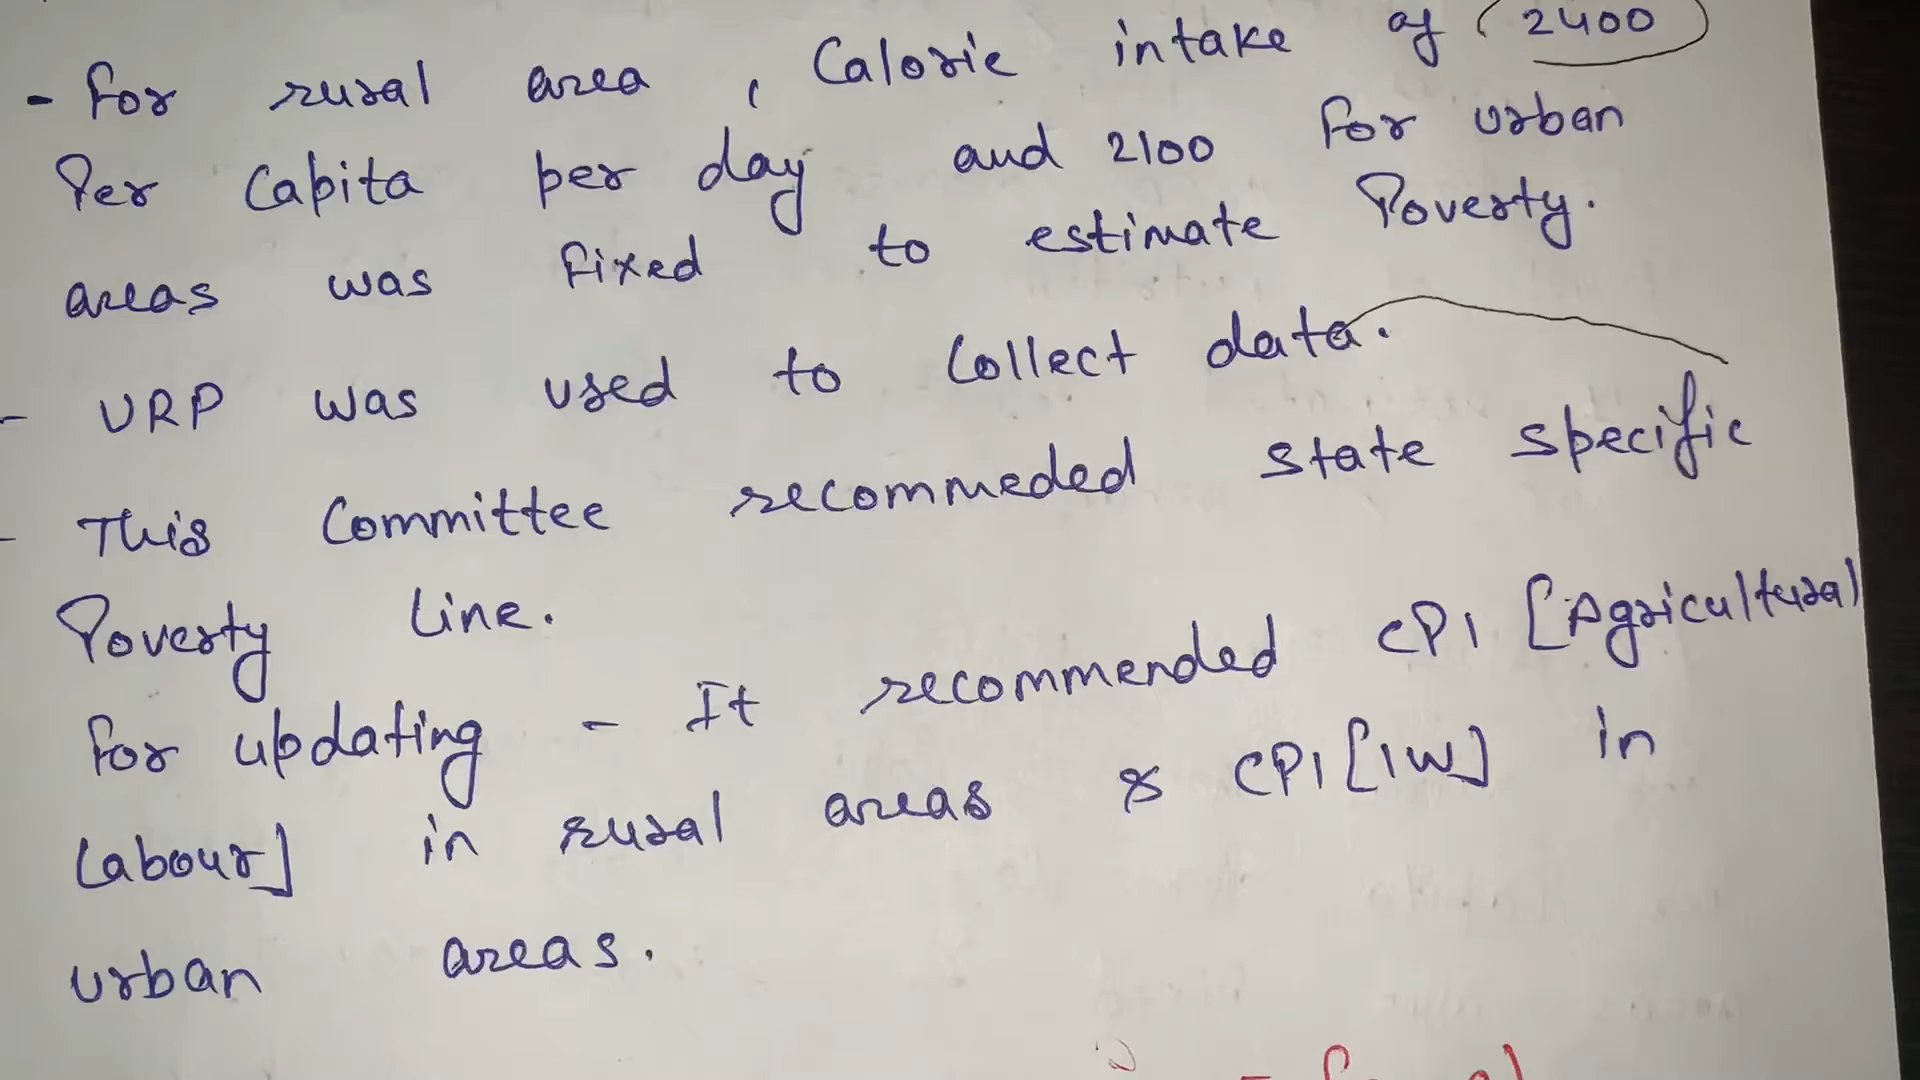 - For rural area, Calorie intake of (2400)
Per Capita per day and 2100 for urban
areas was fixed to estimate Poverty.
- URP was used to Collect data.
- This Committee recommeded state specific
Poverty Line.
For updating - It recommended CPI [Agricultural
Labour] in rural areas & CPI [IW] in
urban areas.